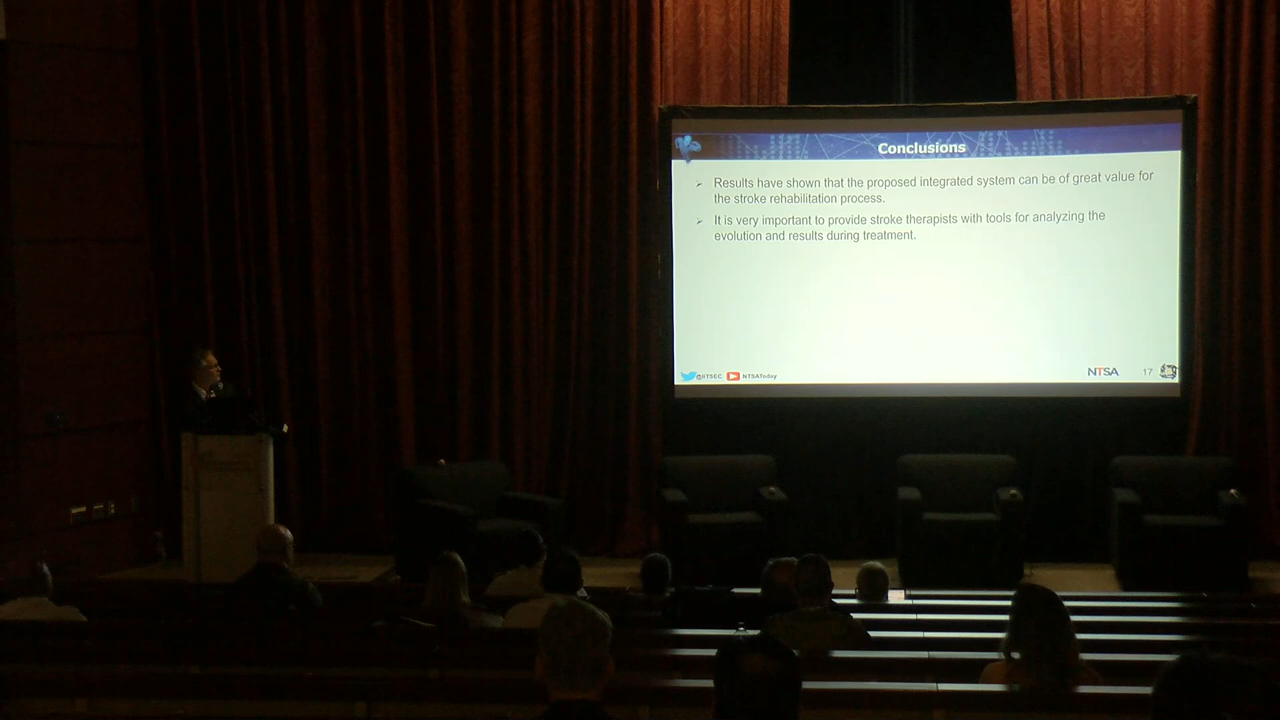 Conclusions
Results have shown that the proposed integrated system can be of great value for
the stroke rehabilitation process.
It is very important to provide stroke therapists with tools for analyzing the
evolution and results during treatment.
@IITSEC NTSAToday
NTSA 17